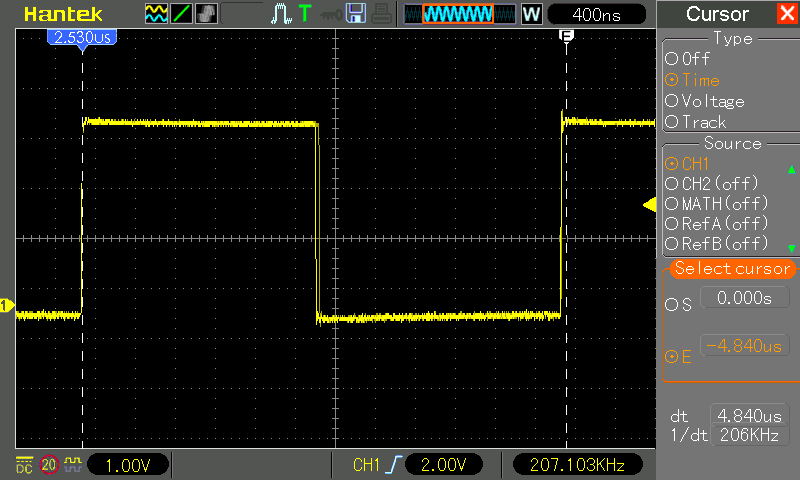 Hantek T W 400ns Cursor X
2.530us F
Type
Off
Time
Voltage
Track
Source
CH1
CH2(off)
MATH(off)
RefA(off)
RefB(off)
Select cursor
1
S 0.000s
E -4.840us
dt 4.840us
1/dt 206KHz
DC 20 1.00V CH1 2.00V 207.103KHz